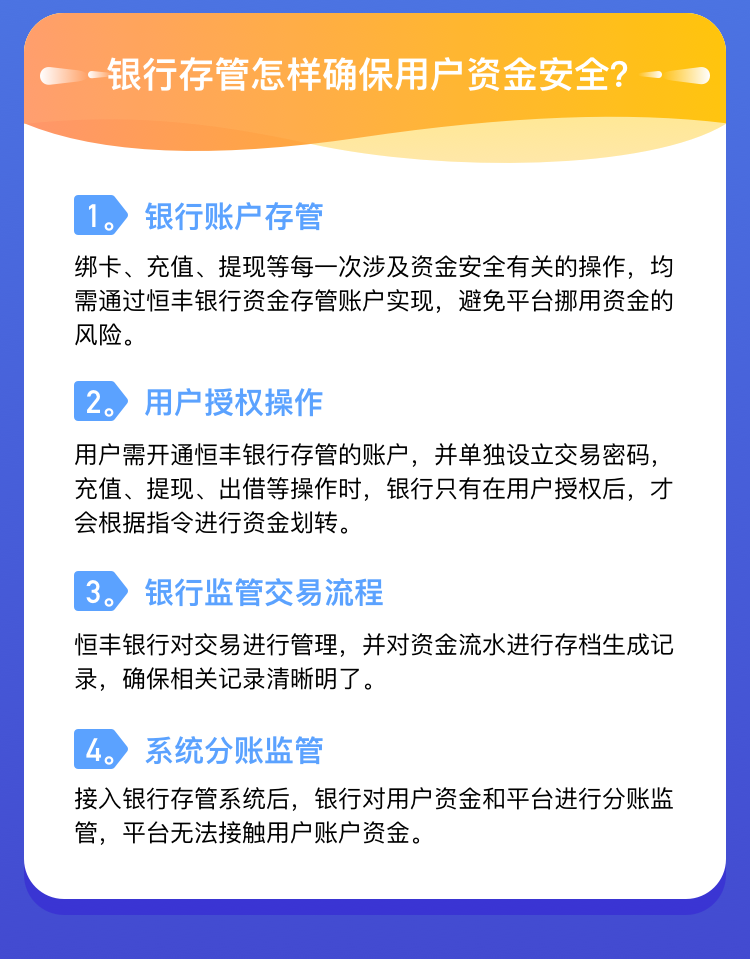 银行存管怎样确保用户资金安全?
1。 银行账户存管
绑卡、充值、提现等每一次涉及资金安全有关的操作，均
需通过恒丰银行资金存管账户实现，避免平台挪用资金的
风险。
2。 用户授权操作
用户需开通恒丰银行存管的账户，并单独设立交易密码，
充值、提现、出借等操作时，银行只有在用户授权后，才
会根据指令进行资金划转。
3。 银行监管交易流程
恒丰银行对交易进行管理，并对资金流水进行存档生成记
录，确保相关记录清晰明了。
4。 系统分账监管
接入银行存管系统后，银行对用户资金和平台进行分账监
管，平台无法接触用户账户资金。